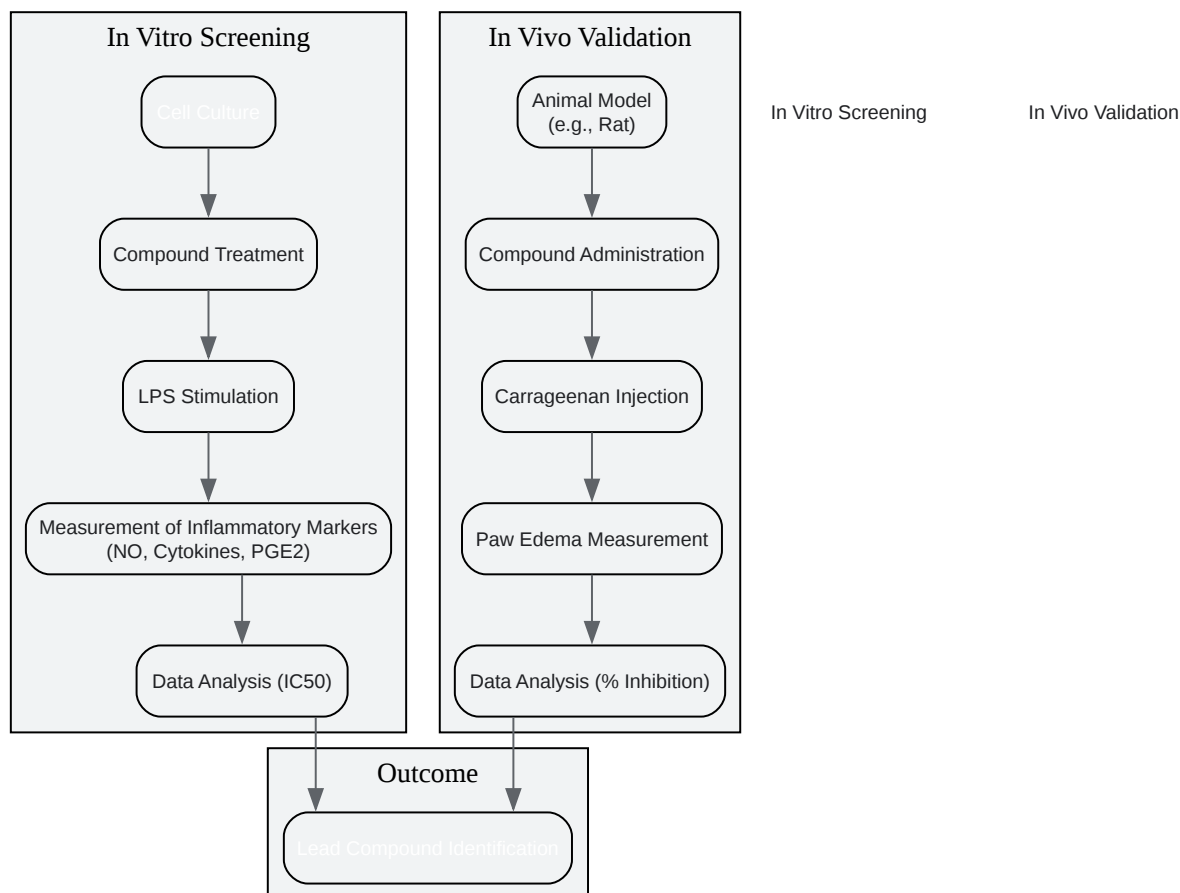 In Vitro Screening
Cell Culture
Compound Treatment
LPS Stimulation
Measurement of Inflammatory Markers
(NO, Cytokines, PGE2)
Data Analysis (IC50)
In Vivo Validation
Animal Model
(e.g., Rat)
Compound Administration
Carrageenan Injection
Paw Edema Measurement
Data Analysis (% Inhibition)
Outcome
Lead Compound Identification
In Vitro Screening
In Vivo Validation